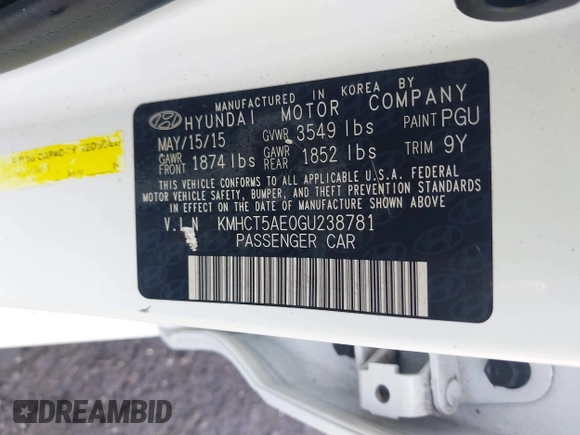 MANUFACTURED IN KOREA BY
HYUNDAI MOTOR COMPANY
MAY/15/15 GVWR 3549 lbs PAINT PGU
GAWR FRONT 1874 lbs GAWR REAR 1852 lbs TRIM 9Y
THIS VEHICLE CONFORMS TO ALL APPLICABLE U.S.A. FEDERAL
MOTOR VEHICLE SAFETY, BUMPER, AND THEFT PREVENTION STANDARDS
IN EFFECT ON THE DATE OF MANUFACTURE SHOWN ABOVE.
V.I.N KMHCT5AE0GU238781
PASSENGER CAR
CAPACITY REDUCED
DREAMBID